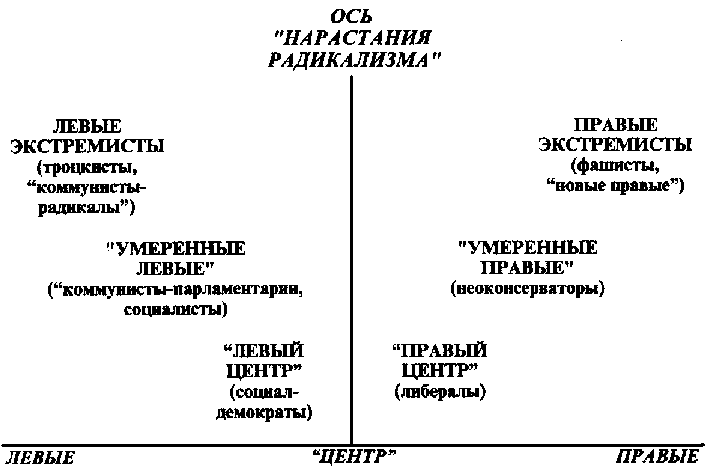 ОСЬ
"НАРАСТАНИЯ
РАДИКАЛИЗМА"
ЛЕВЫЕ
ЭКСТРЕМИСТЫ
(троцкисты,
“коммунисты-
радикалы”)
ПРАВЫЕ
ЭКСТРЕМИСТЫ
(фашисты,
“новые правые”)
"УМЕРЕННЫЕ
ЛЕВЫЕ"
(“коммунисты-парламентарии,
социалисты)
"УМЕРЕННЫЕ
ПРАВЫЕ”
(неоконсерваторы)
“ЛЕВЫЙ
ЦЕНТР”
(социал-
демократы)
“ПРАВЫЙ
ЦЕНТР”
(либералы)
ЛЕВЫЕ
“ЦЕНТР”
ПРАВЫЕ